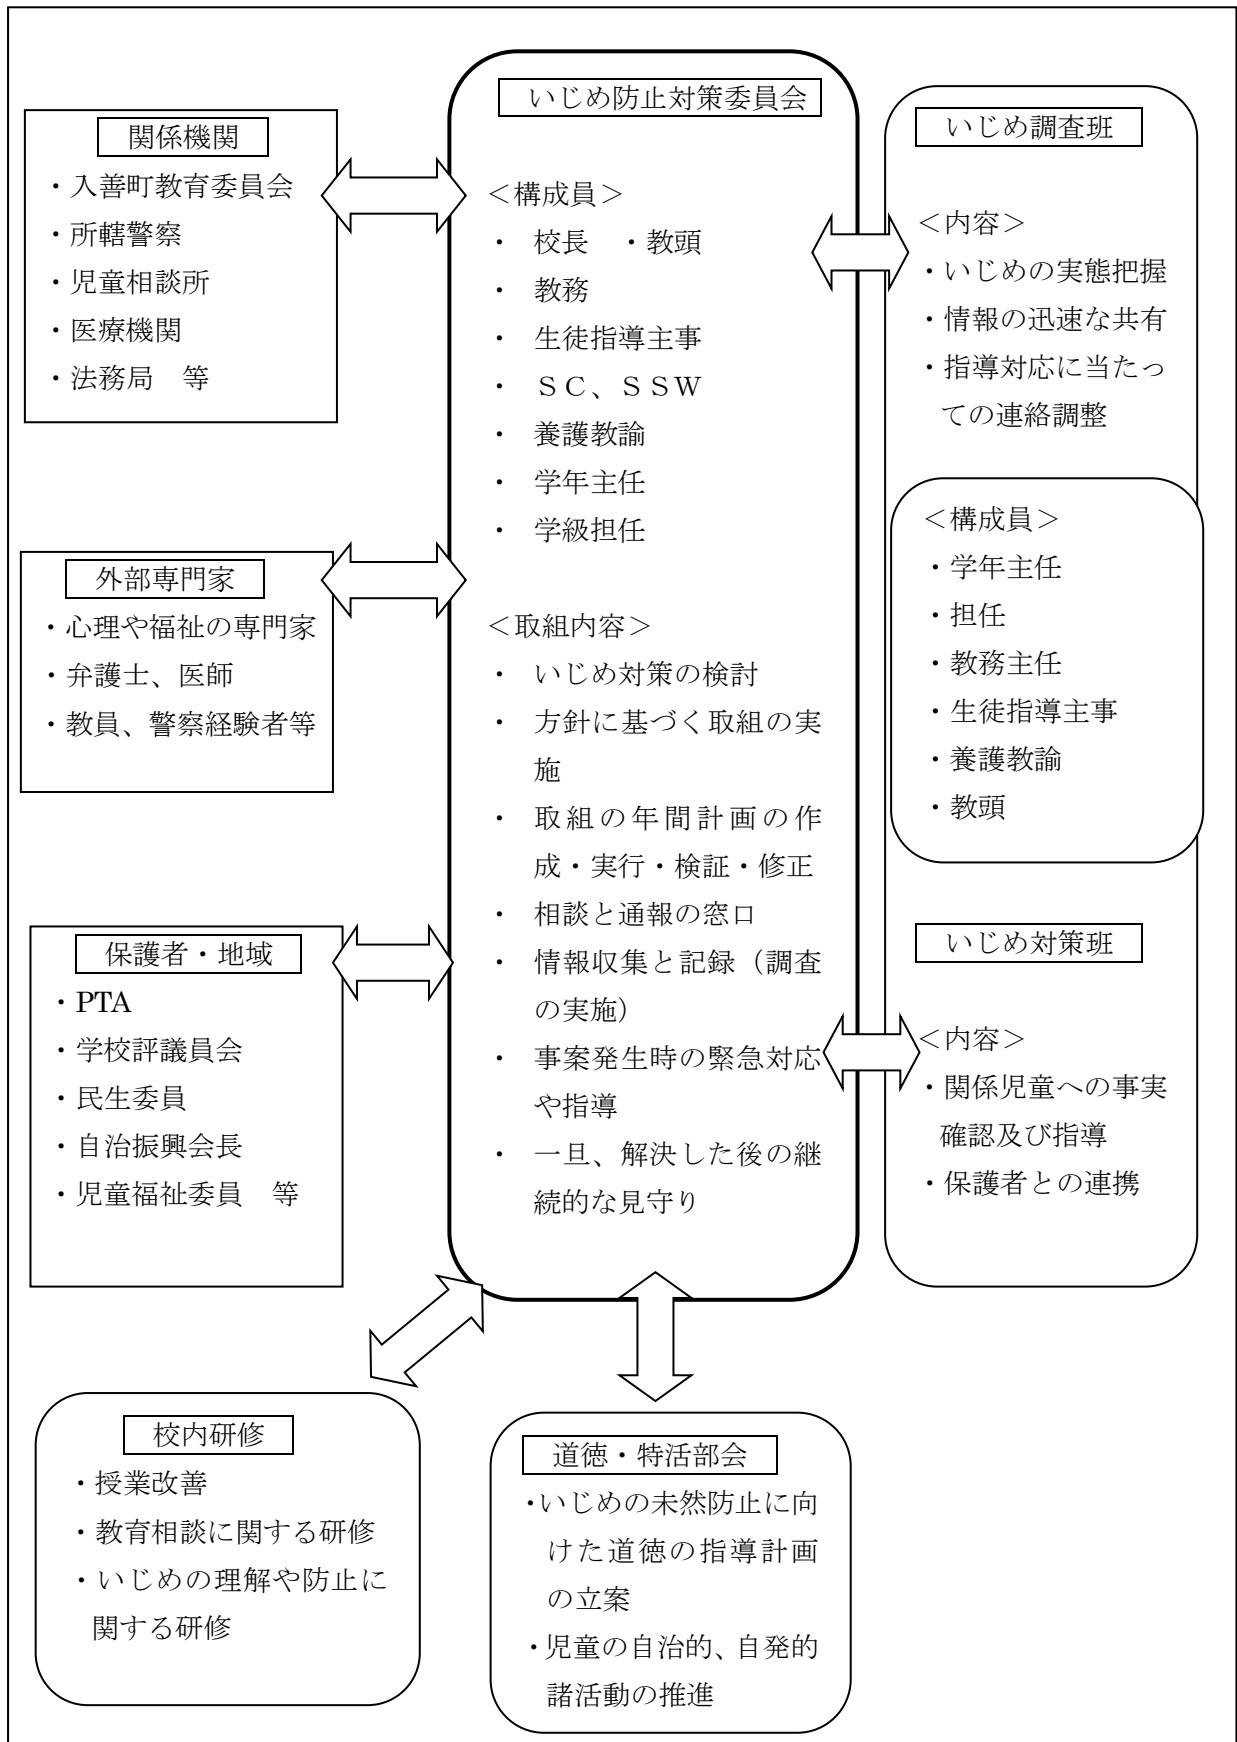 関係機関
・入善町教育委員会
・所轄警察
・児童相談所
・医療機関
・法務局　等
外部専門家
・心理や福祉の専門家
・弁護士、医師
・教員、警察経験者等
保護者・地域
・PTA
・学校評議員会
・民生委員
・自治振興会長
・児童福祉委員　等
いじめ防止対策委員会
＜構成員＞
・　校長　・教頭
・　教務
・　生徒指導主事
・　ＳＣ、ＳＳＷ
・　養護教諭
・　学年主任
・　学級担任
＜取組内容＞
・　いじめ対策の検討
・　方針に基づく取組の実
施
・　取組の年間計画の作
成・実行・検証・修正
・　相談と通報の窓口
・　情報収集と記録（調査
の実施）
・　事案発生時の緊急対応
や指導
・　一旦、解決した後の継
続的な見守り
いじめ調査班
＜内容＞
・いじめの実態把握
・情報の迅速な共有
・指導対応に当たっ
ての連絡調整
＜構成員＞
・学年主任
・担任
・教務主任
・生徒指導主事
・養護教諭
・教頭
いじめ対策班
＜内容＞
・関係児童への事実
確認及び指導
・保護者との連携
校内研修
・授業改善
・教育相談に関する研修
・いじめの理解や防止に
関する研修
道徳・特活部会
・いじめの未然防止に向
けた道徳の指導計画
の立案
・児童の自治的、自発的
諸活動の推進